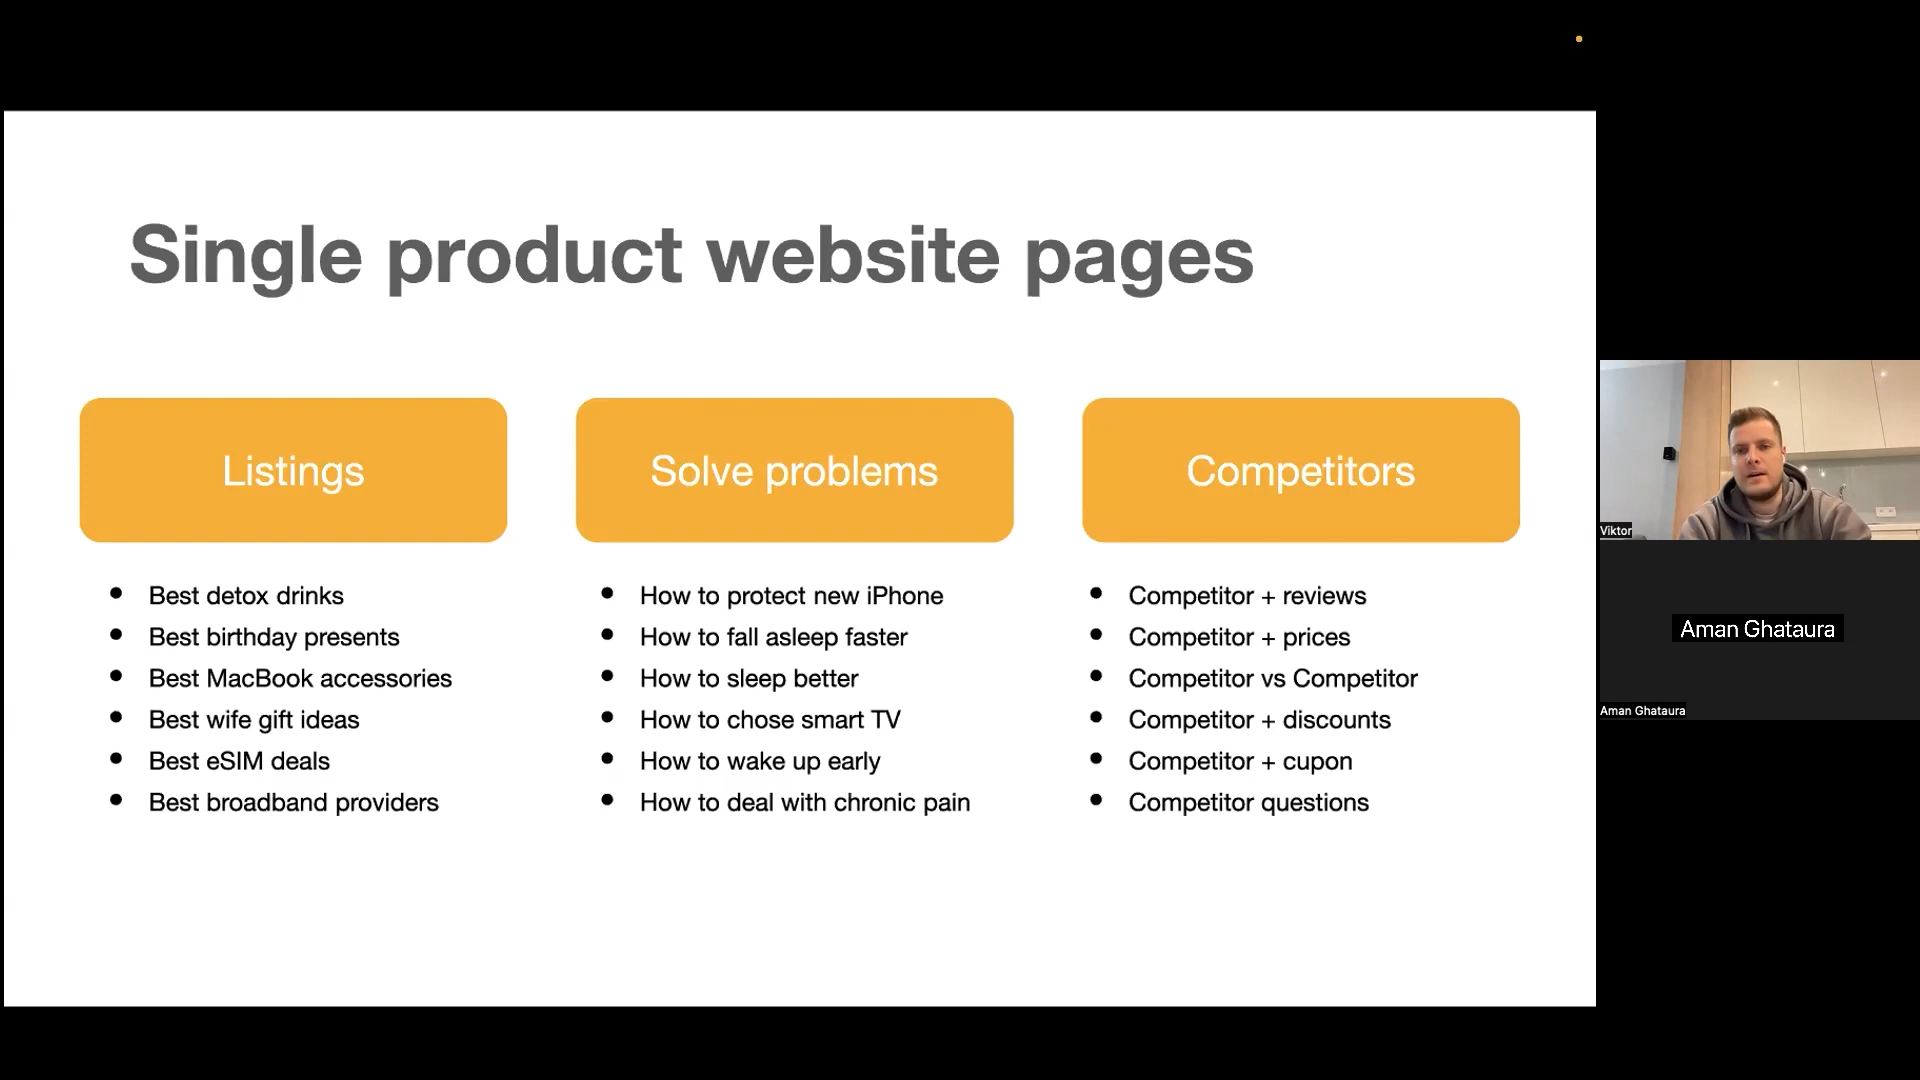 Single product website pages
Listings
Best detox drinks
Best birthday presents
Best MacBook accessories
Best wife gift ideas
Best eSIM deals
Best broadband providers
Solve problems
How to protect new iPhone
How to fall asleep faster
How to sleep better
How to chose smart TV
How to wake up early
How to deal with chronic pain
Competitors
Competitor + reviews
Competitor + prices
Competitor vs Competitor
Competitor + discounts
Competitor + cupon
Competitor questions
Viktor
Aman Ghataura
Aman Ghataura